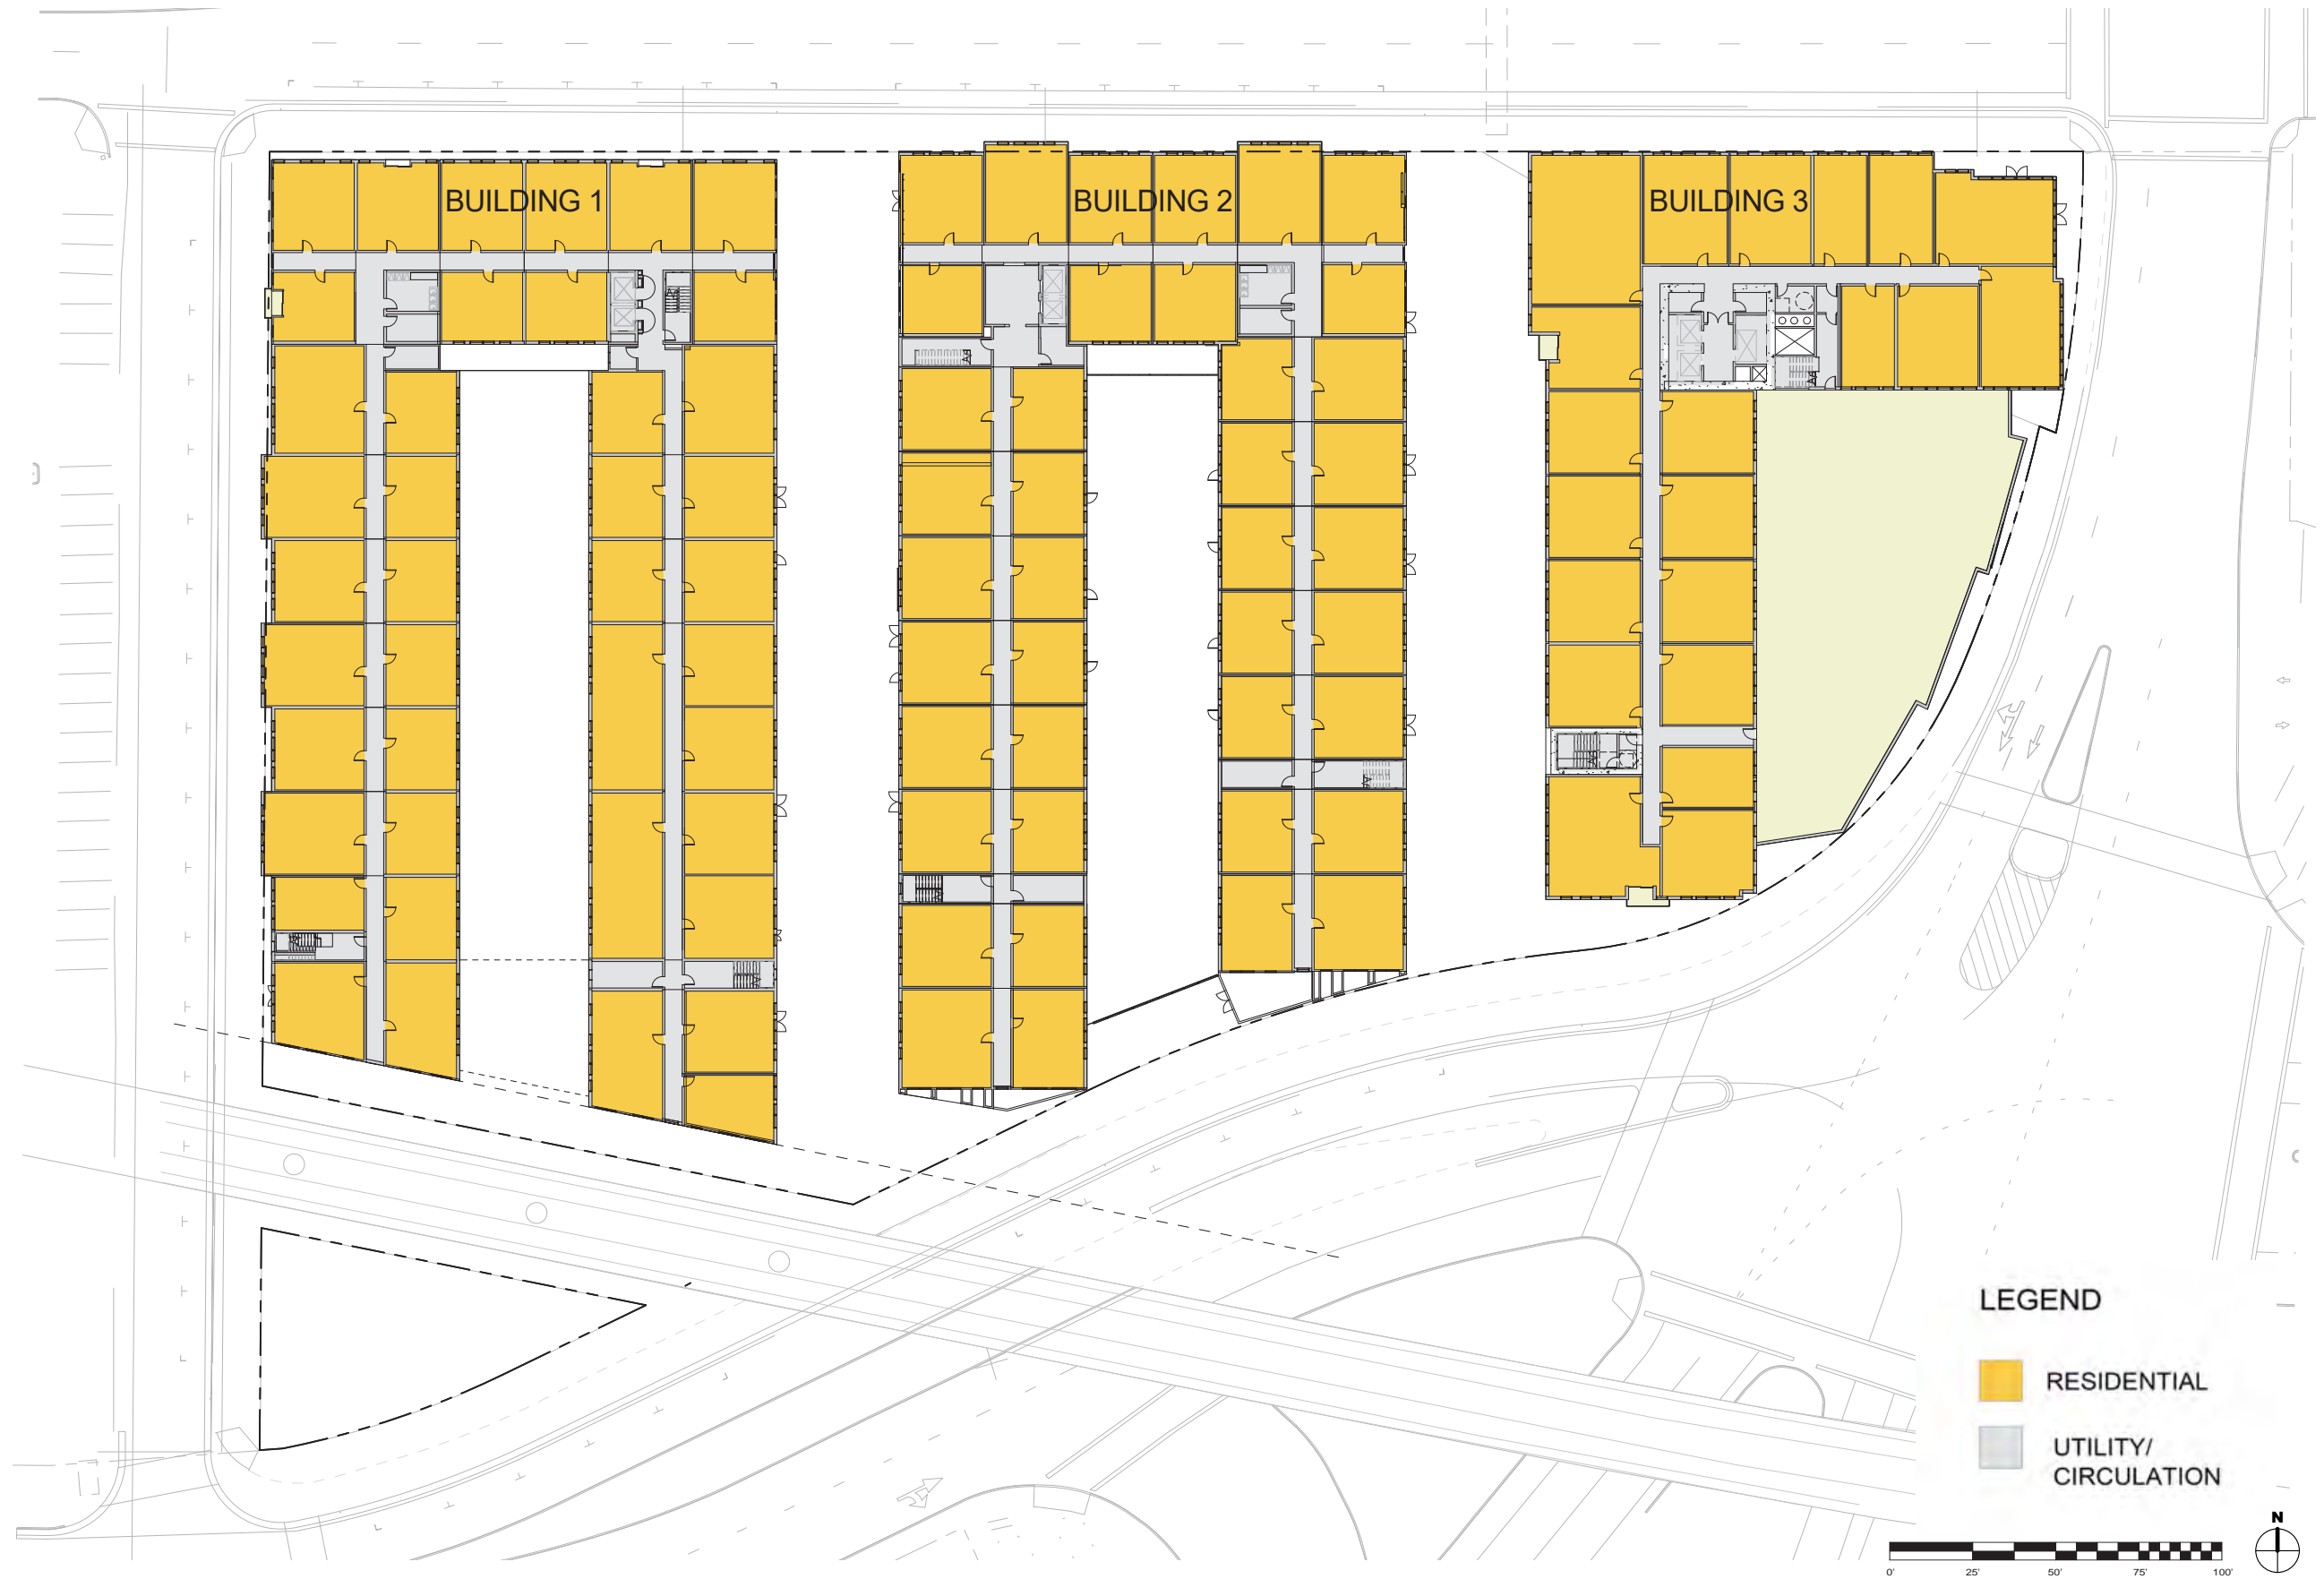 BUILDING 1
BUILDING 2
BUILDING 3
LEGEND
RESIDENTIAL
UTILITY/
CIRCULATION
N
0'
25'
50'
75'
100'